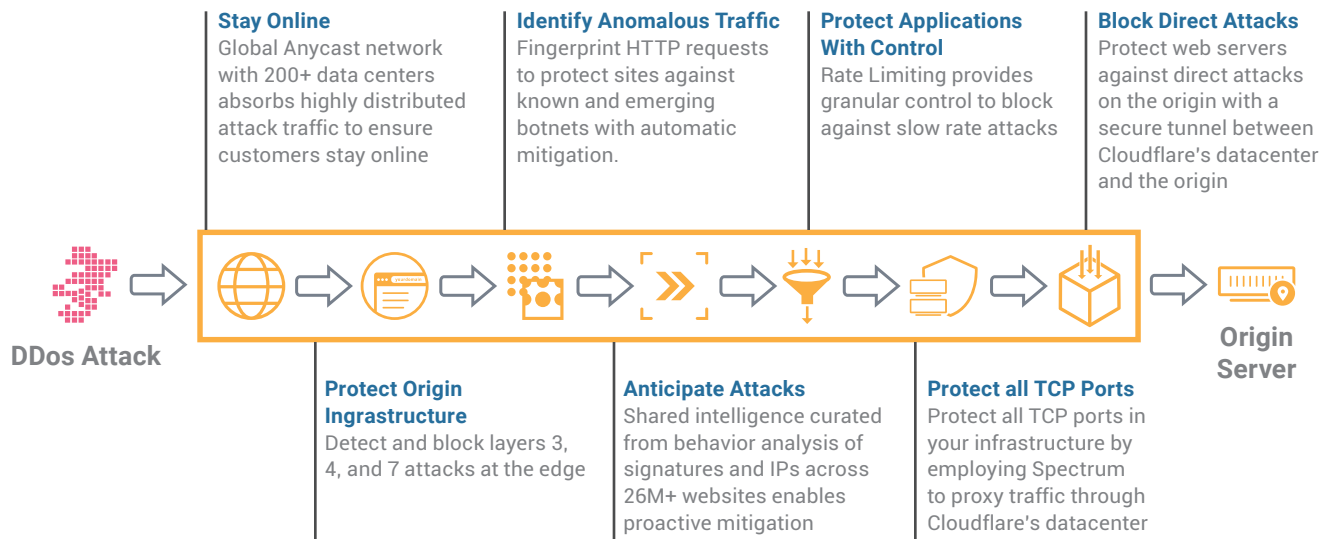 Stay Online
Global Anycast network
with 200+ data centers
absorbs highly distributed
attack traffic to ensure
customers stay online
Identify Anomalous Traffic
Fingerprint HTTP requests
to protect sites against
known and emerging
botnets with automatic
mitigation.
Protect Applications
With Control
Rate Limiting provides
granular control to block
against slow rate attacks
Block Direct Attacks
Protect web servers
against direct attacks
on the origin with a
secure tunnel between
Cloudflare's datacenter
and the origin
DDos Attack
Origin
Server
Protect Origin
Ingrastructure
Detect and block layers 3,
4, and 7 attacks at the edge
Anticipate Attacks
Shared intelligence curated
from behavior analysis of
signatures and IPs across
26M+ websites enables
proactive mitigation
Protect all TCP Ports
Protect all TCP ports in
your infrastructure by
employing Spectrum
to proxy traffic through
Cloudflare's datacenter